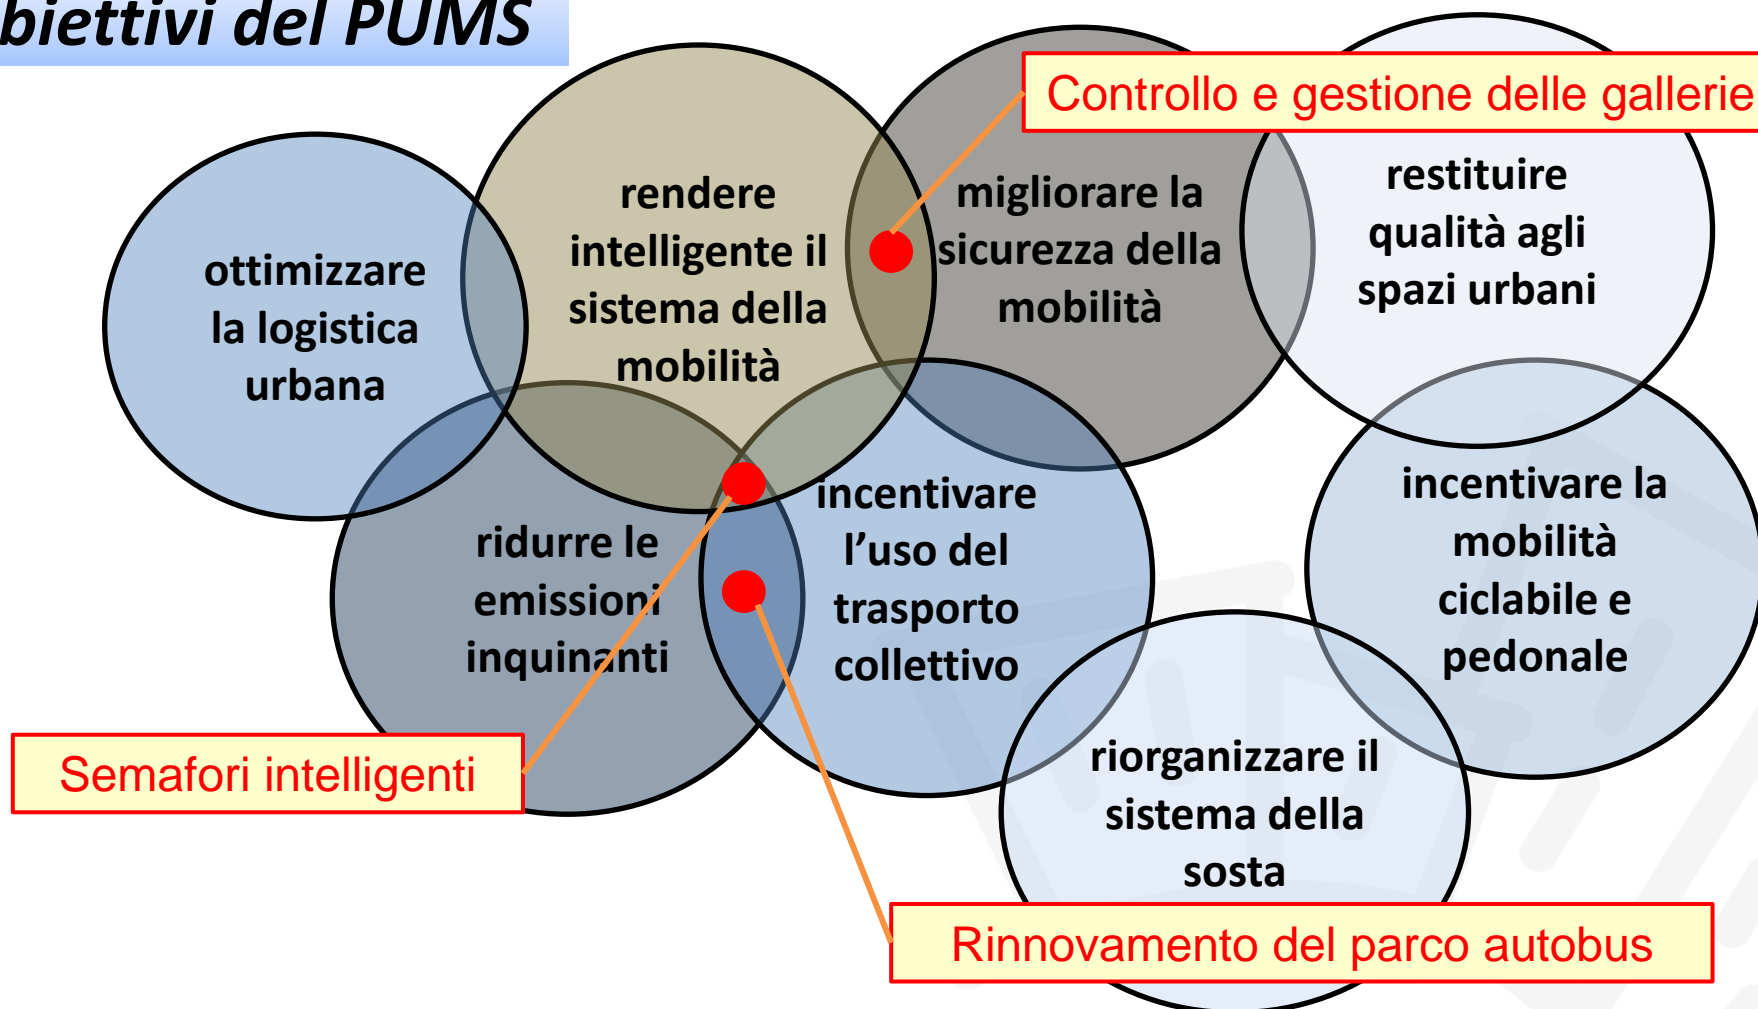 biettivi del PUMS
Controllo e gestione delle gallerie
ottimizzare
la logistica
urbana
rendere
intelligente il
sistema della
mobilità
migliorare la
sicurezza della
mobilità
restituire
qualità agli
spazi urbani
ridurre le
emissioni
inquinanti
incentivare
l’uso del
trasporto
collettivo
incentivare la
mobilità
ciclabile e
pedonale
Semafori intelligenti
riorganizzare il
sistema della
sosta
Rinnovamento del parco autobus